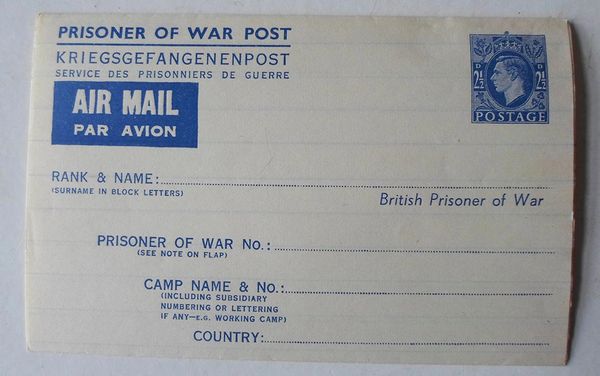 PRISONER OF WAR POST
KRIEGSGEFANGENENPOST
SERVICE DES PRISONNIERS DE GUERRE
AIR MAIL
PAR AVION
D D
2½ 2½
POSTAGE
RANK & NAME:
(SURNAME IN BLOCK LETTERS)
British Prisoner of War
PRISONER OF WAR NO.:
(SEE NOTE ON FLAP)
CAMP NAME & NO.:
(INCLUDING SUBSIDIARY
NUMBERING OR LETTERING
IF ANY—E.G. WORKING CAMP)
COUNTRY: